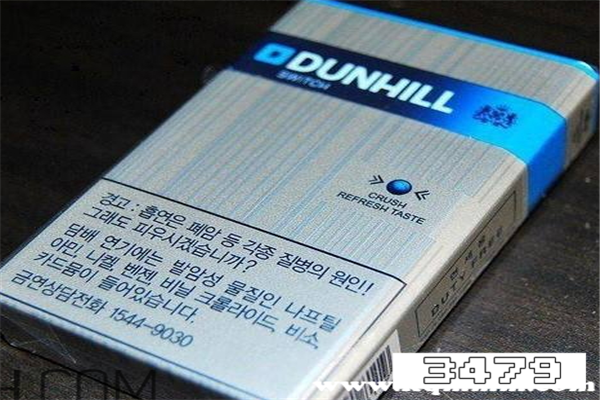 DUNHILL
SWITCH
CRUSH
REFRESH TASTE
경고 : 흡연은 폐암 등 각종 질병의 원인!
그래도 피우시겠습니까?
담배 연기에는 발암성 물질인 나프틸
아민, 니켈, 벤젠, 비닐 크롤라이드, 비소,
카드뮴이 들어있습니다.
금연상담전화 1544-9030
DUTY FREE
3479
H.COM